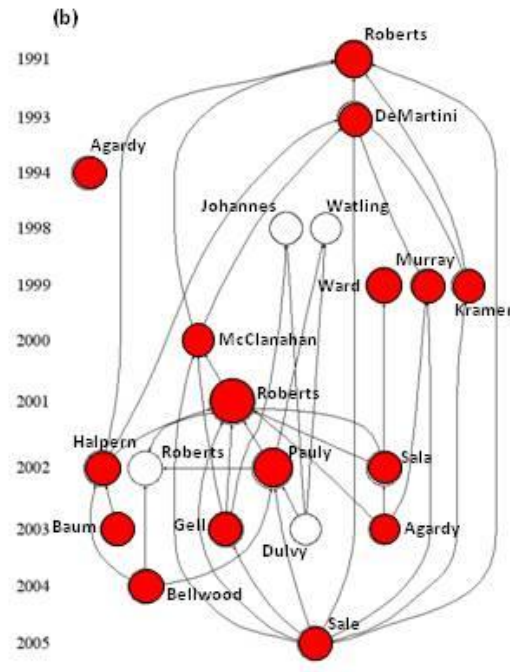 (b)
Roberts
1991
1993
DeMartini
Agardy
1994
Johannes
Watling
1998
Murray
1999
Ward
Kramer
2000
McClanahan
Roberts
2001
Halpern
Roberts
Pauly
Sala
2002
2003
Baum
Gell
Dulvy
Agardy
2004
Bellwood
Sale
2005